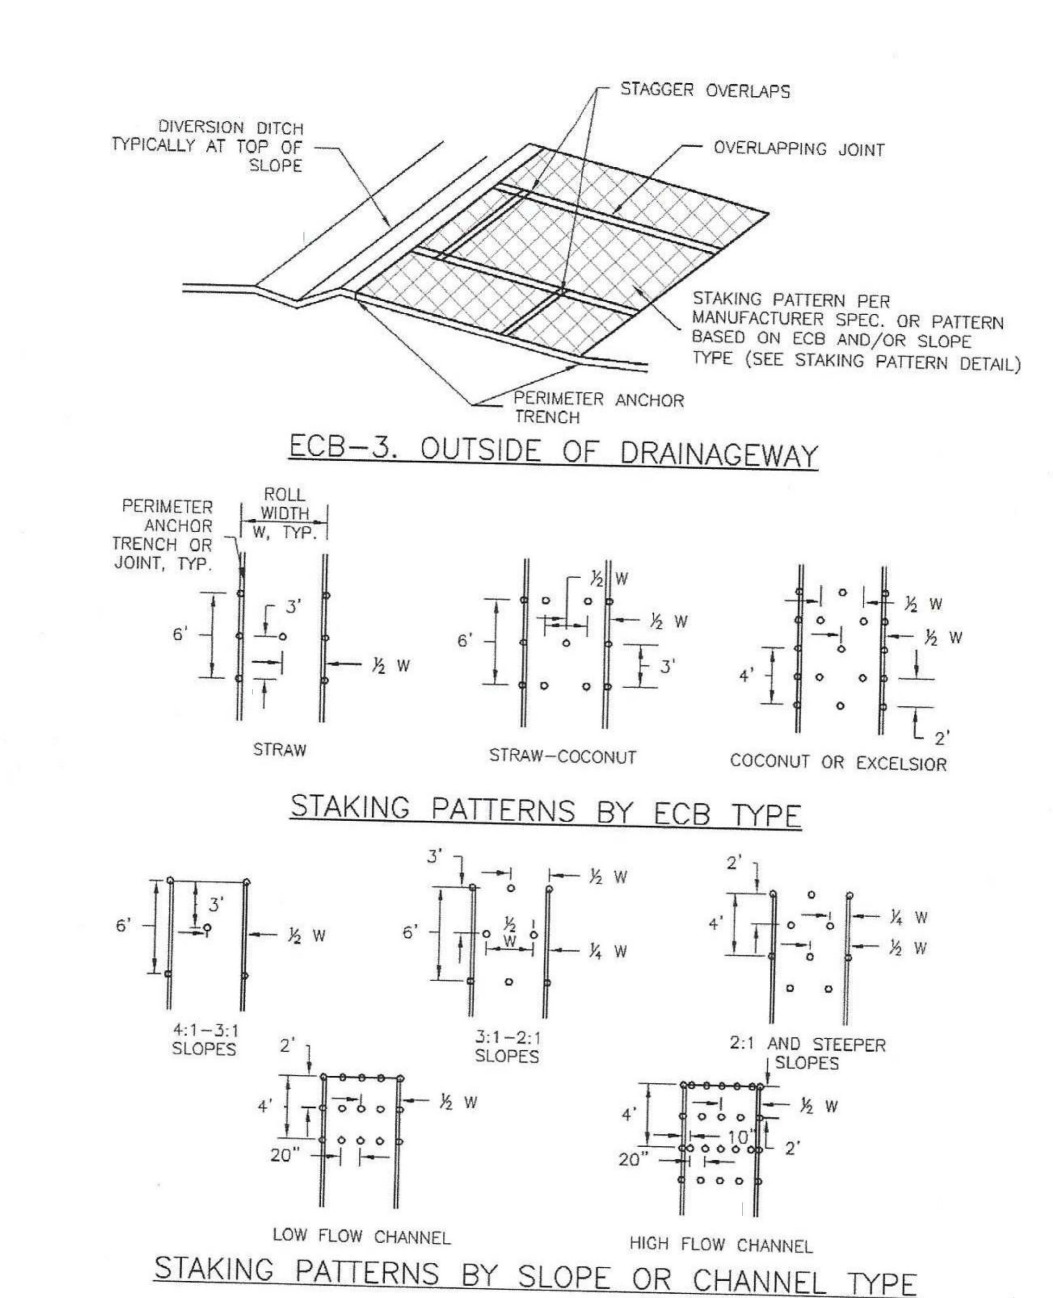 STAGGER OVERLAPS
DIVERSION DITCH
TYPICALLY AT TOP OF
SLOPE
OVERLAPPING JOINT
STAKING PATTERN PER
MANUFACTURER SPEC. OR PATTERN
BASED ON ECB AND/OR SLOPE
TYPE (SEE STAKING PATTERN DETAIL)
PERIMETER ANCHOR
TRENCH
ECB-3. OUTSIDE OF DRAINAGEWAY
PERIMETER
ANCHOR
TRENCH OR
JOINT, TYP.
ROLL
WIDTH
W, TYP.
3'
6'
½ W
STRAW
½ W
½ W
6'
3'
STRAW-COCONUT
½ W
½ W
4'
2'
COCONUT OR EXCELSIOR
STAKING PATTERNS BY ECB TYPE
6'
3'
½ W
4:1-3:1
SLOPES
3'
½ W
6'
½
W
¼ W
3:1-2:1
SLOPES
2'
4'
¼ W
½ W
2:1 AND STEEPER
SLOPES
2'
4'
½ W
20"
LOW FLOW CHANNEL
4'
½ W
10"
2'
20"
HIGH FLOW CHANNEL
STAKING PATTERNS BY SLOPE OR CHANNEL TYPE